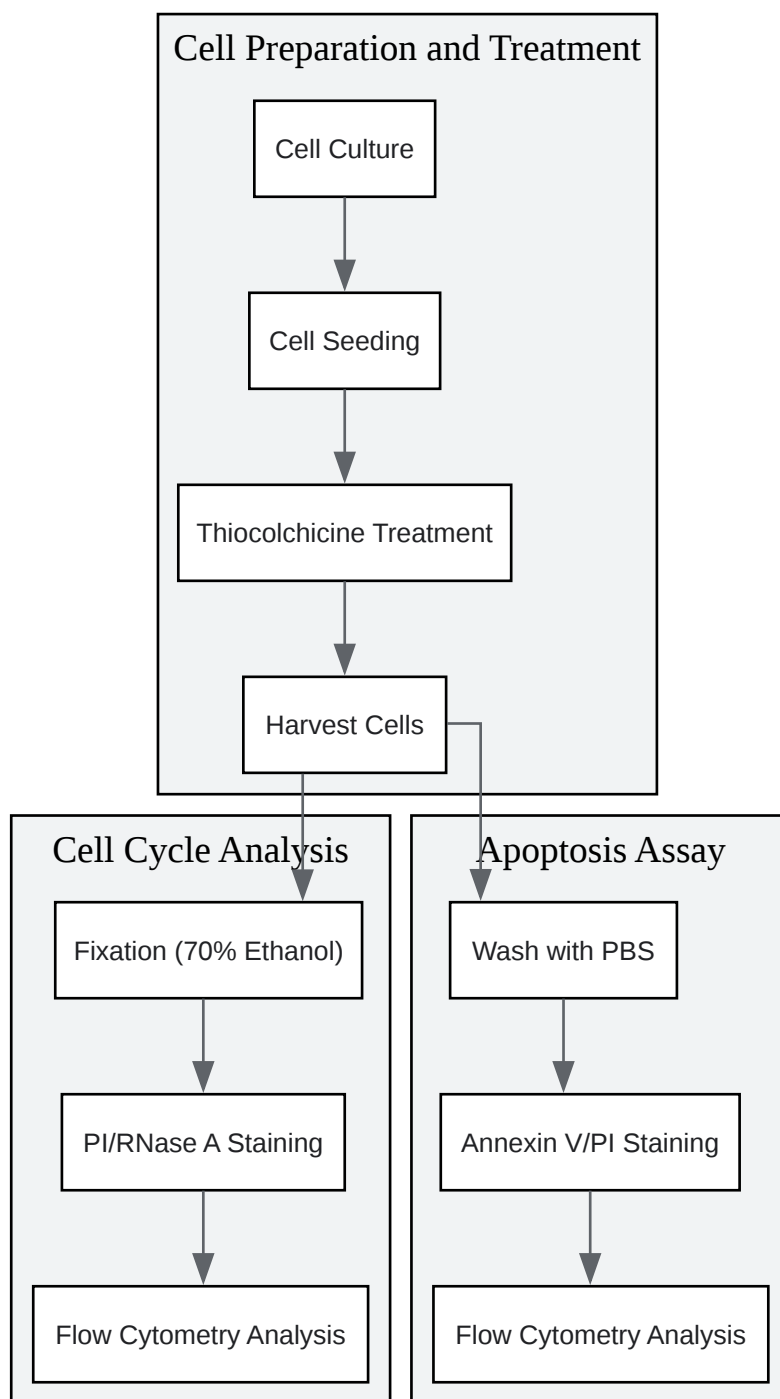 Cell Preparation and Treatment
Cell Culture
Cell Seeding
Thiocolchicine Treatment
Harvest Cells
Cell Cycle Analysis
Fixation (70% Ethanol)
PI/RNase A Staining
Flow Cytometry Analysis
Apoptosis Assay
Wash with PBS
Annexin V/PI Staining
Flow Cytometry Analysis